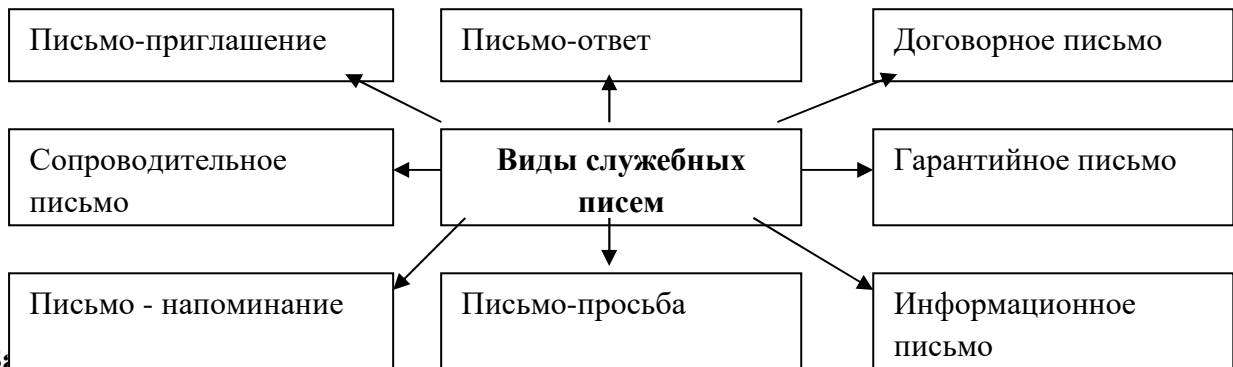 Письмо-приглашение
Письмо-ответ
Договорное письмо
Сопроводительное
письмо
Виды служебных
писем
Гарантийное письмо
Письмо - напоминание
Письмо-просьба
Информационное
письмо